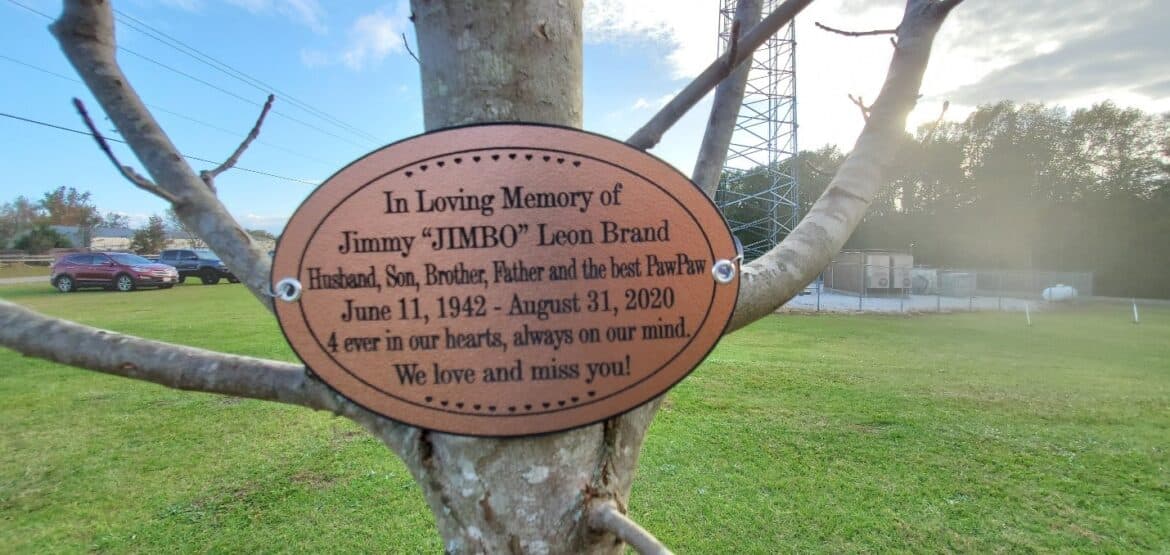 In Loving Memory of
Jimmy “JIMBO” Leon Brand
Husband, Son, Brother, Father and the best PawPaw
June 11, 1942 - August 31, 2020
4 ever in our hearts, always on our mind.
We love and miss you!